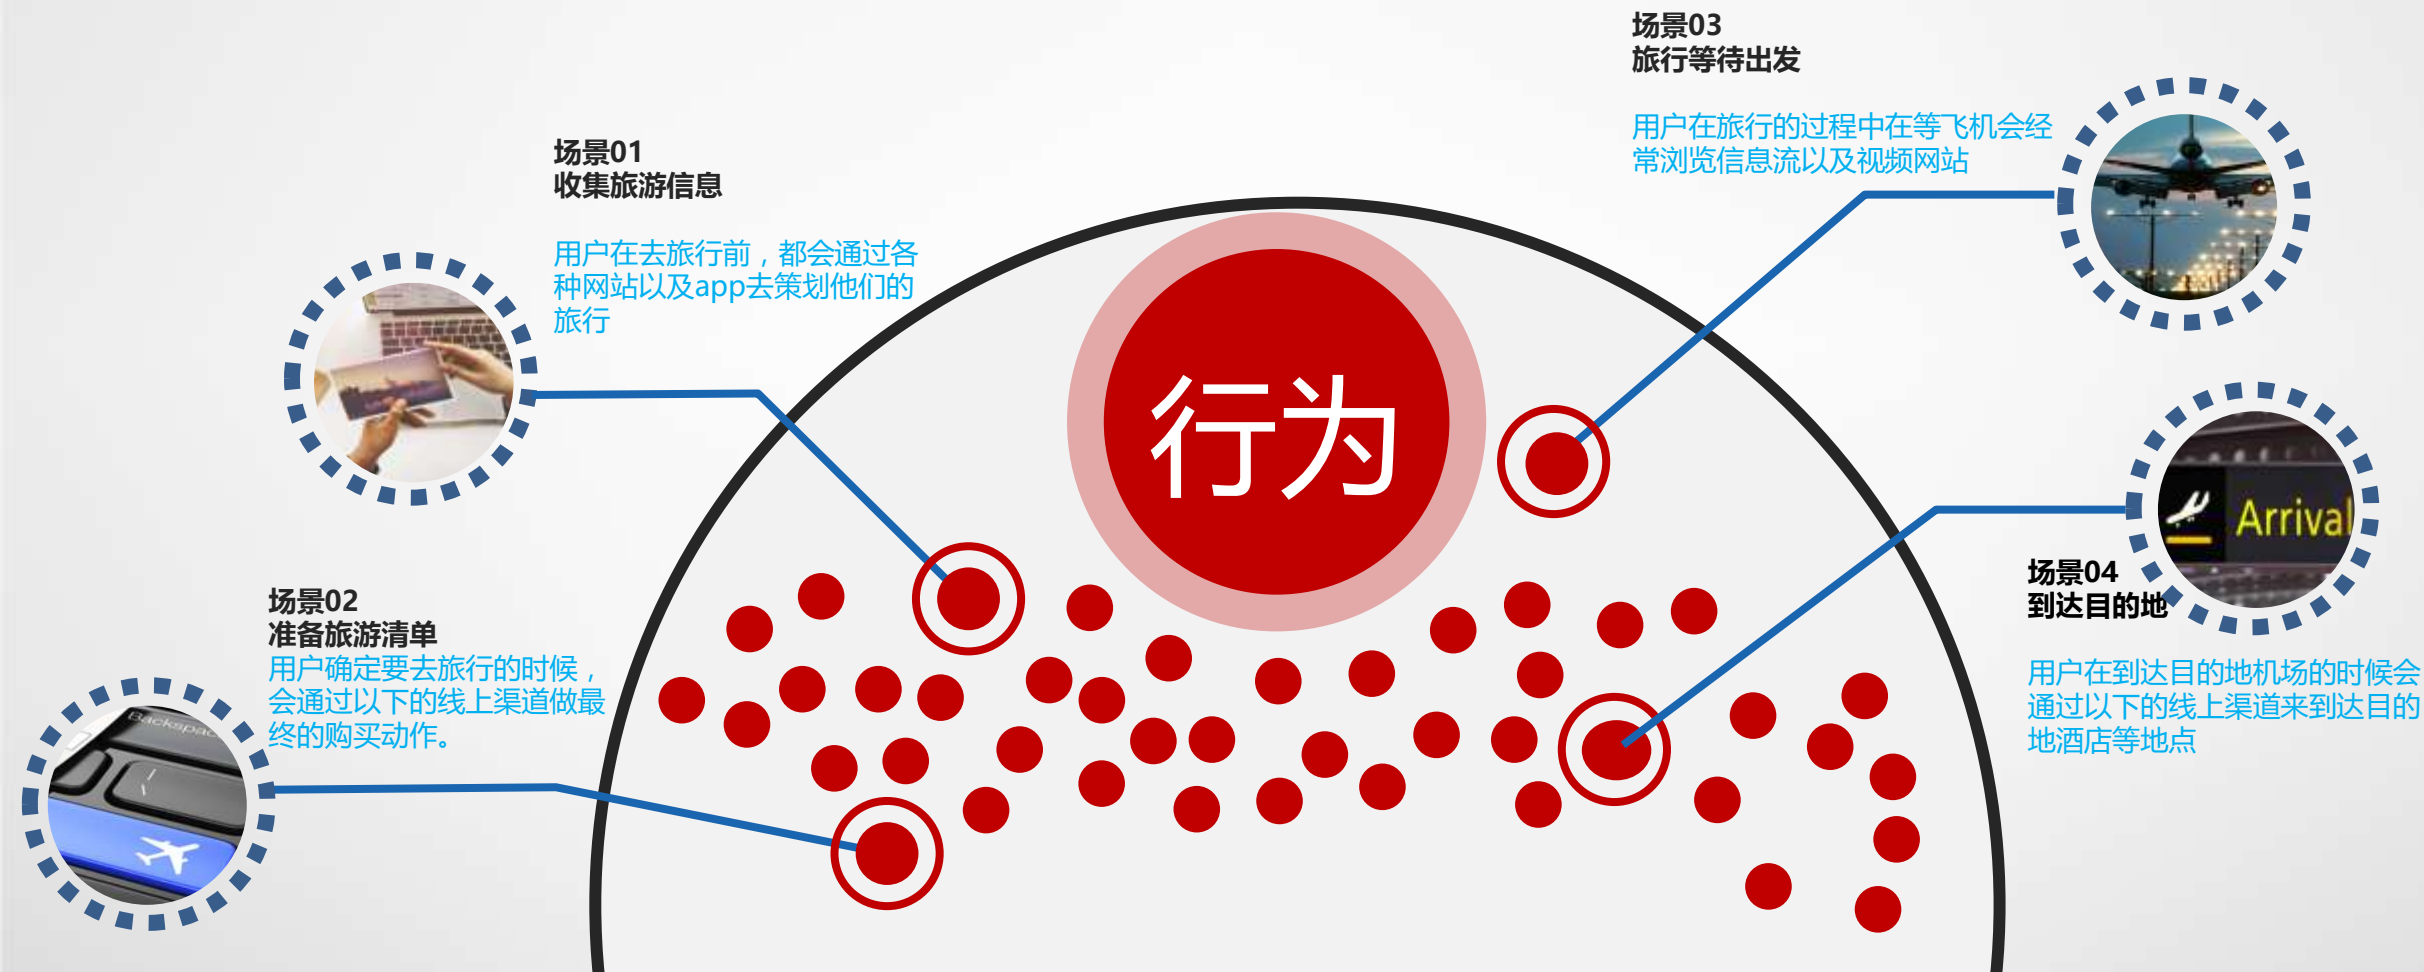 场景01
收集旅游信息
用户在去旅行前，都会通过各
种网站以及app去策划他们的
旅行
场景02
准备旅游清单
用户确定要去旅行的时候，
会通过以下的线上渠道做最
终的购买动作。
Backspac
行为
场景03
旅行等待出发
用户在旅行的过程中在等飞机会经
常浏览信息流以及视频网站
Arrival
场景04
到达目的地
用户在到达目的地机场的时候会
通过以下的线上渠道来到达目的
地酒店等地点